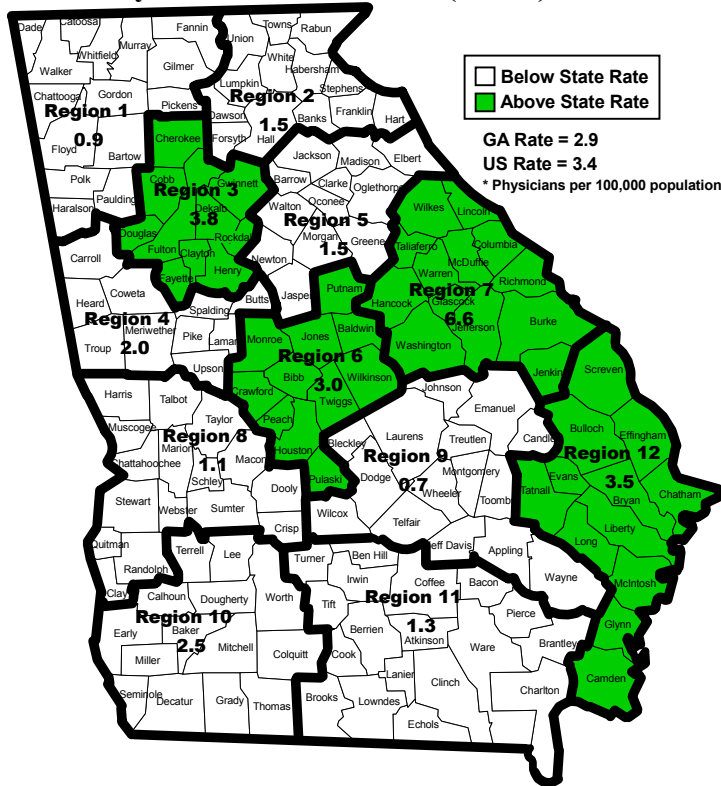 Dade
Catoosa
Fannin
Towns
Rabun
Union
Murray
Whitfield
White
Walker
Gilmer
Habersham
Lumpkin
Stephens
Chattooga
Gordon
Pickens
Region 1
0.9
Region 2
1.5
Dawson
Banks
Franklin
Hart
Forsyth
Hall
Floyd
Bartow
Cherokee
Polk
Paulding
Haralson
Cobb
Gwinnett
Region 3
3.8
Dekalb
Douglas
Fulton
Clayton
Rockdal
Henry
Fayette
Jackson
Madison
Elbert
Barrow
Clarke
Oglethorpe
Oconee
Walton
Region 5
1.5
Morgan
Greene
Newton
Jasper
Butts
Carroll
Coweta
Heard
Spalding
Region 4
2.0
Meriwether
Pike
Lamar
Troup
Upson
Wilkes
Lincoln
Taliaferro
Columbia
McDuffie
Warren
Richmond
Hancock
Glascock
Region 7
6.6
Jefferson
Burke
Washington
Jenkin
Putnam
Baldwin
Jones
Monroe
Region 6
3.0
Bibb
Wilkinson
Crawford
Twiggs
Peach
Houston
Pulaski
Harris
Talbot
Taylor
Muscogee
Region 8
1.1
Marion
Macon
Chattahoochee
Schley
Dooly
Stewart
Webster
Sumter
Crisp
Quitman
Randolph
Clay
Johnson
Emanuel
Laurens
Treutlen
Candle
Bleckley
Region 9
0.7
Dodge
Montgomery
Wheeler
Toomb
Wilcox
Telfair
Jeff Davis
Appling
Wayne
Screven
Bulloch
Effingham
Region 12
3.5
Evans
Tatnall
Bryan
Chatham
Liberty
Long
McIntosh
Glynn
Camden
Terrell
Lee
Calhoun
Dougherty
Worth
Region 10
2.5
Early
Baker
Mitchell
Miller
Colquitt
Seminole
Decatur
Grady
Thomas
Turner
Ben Hill
Irwin
Coffee
Bacon
Tift
Region 11
1.3
Pierce
Berrien
Atkinson
Ware
Brantley
Cook
Lanier
Clinch
Charlton
Brooks
Lowndes
Echols
Below State Rate
Above State Rate
GA Rate = 2.9
US Rate = 3.4
* Physicians per 100,000 population